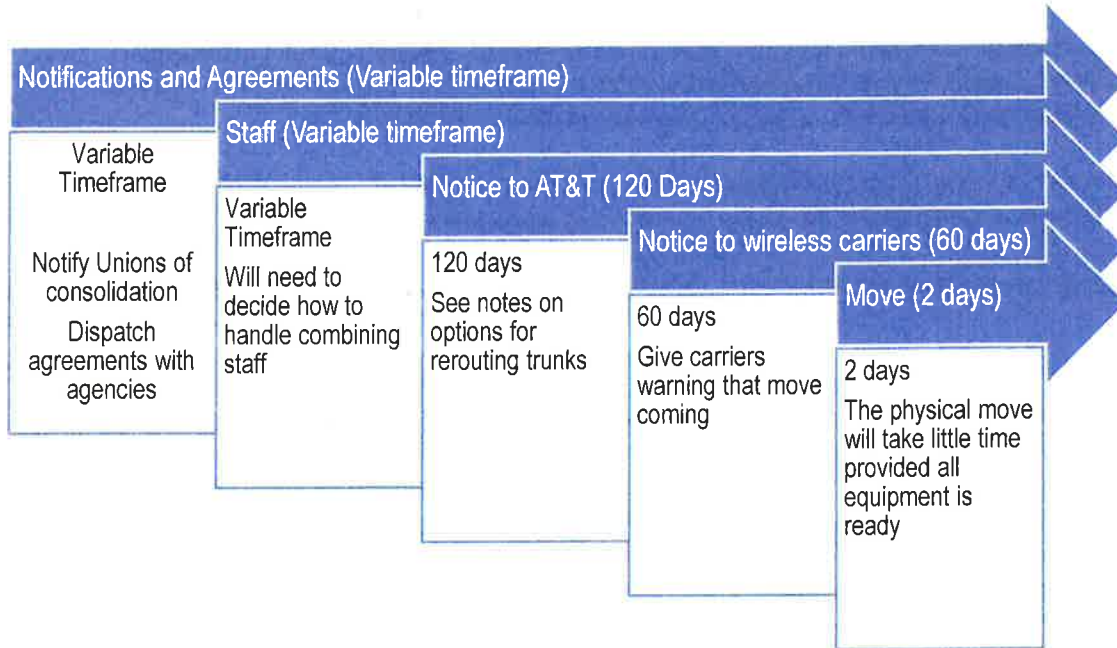 Notifications and Agreements (Variable timeframe)
Variable
Timeframe
Notify Unions of
consolidation
Dispatch
agreements with
agencies
Staff (Variable timeframe)
Variable
Timeframe
Will need to
decide how to
handle combining
staff
Notice to AT&T (120 Days)
120 days
See notes on
options for
rerouting trunks
Notice to wireless carriers (60 days)
60 days
Give carriers
warning that move
coming
Move (2 days)
2 days
The physical move
will take little time
provided all
equipment is
ready